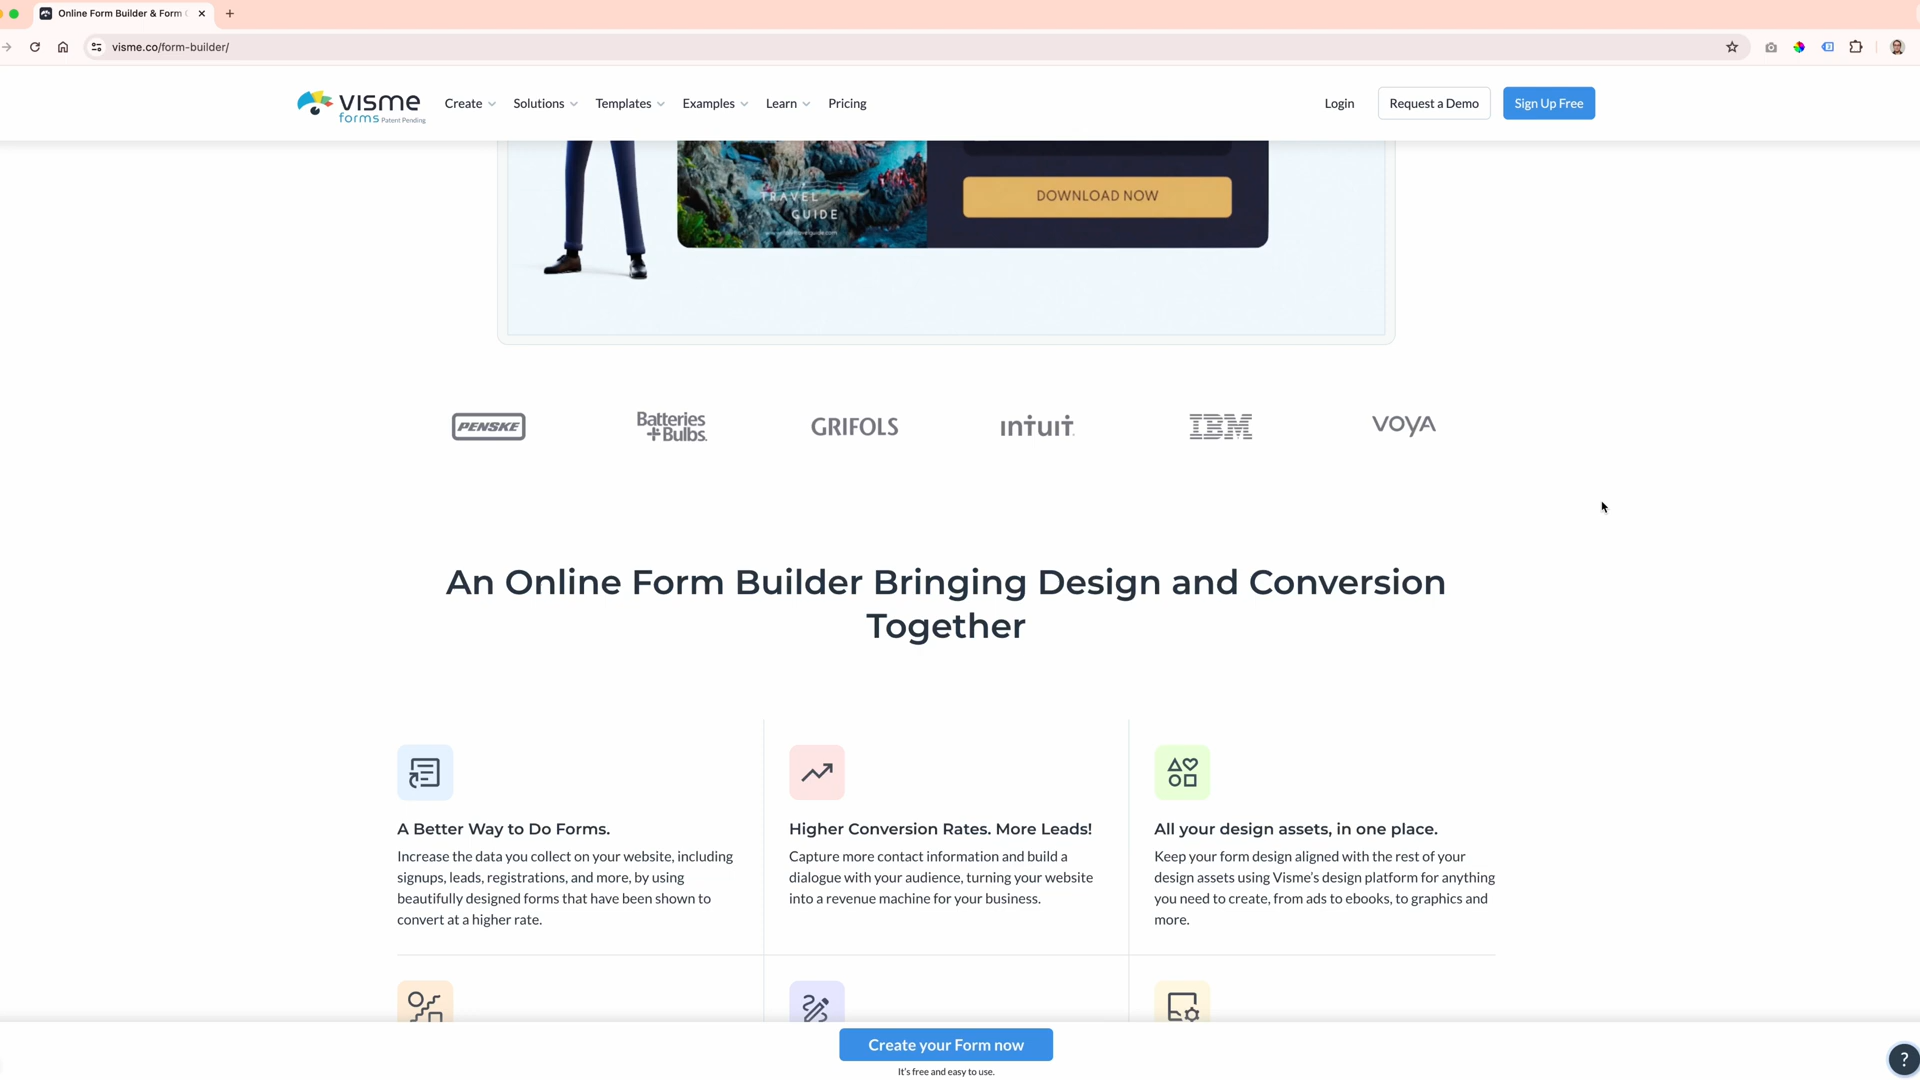 Online Form Builder & Form
visme.co/form-builder/
visme
forms Patent Pending
Create
Solutions
Templates
Examples
Learn
Pricing
Login
Request a Demo
Sign Up Free
TRAVEL
GUIDE
DOWNLOAD NOW
PENSKE
Batteries
+Bulbs.
GRIFOLS
intuit
IBM
VOYA
An Online Form Builder Bringing Design and Conversion
Together
A Better Way to Do Forms.
Increase the data you collect on your website, including
signups, leads, registrations, and more, by using
beautifully designed forms that have been shown to
convert at a higher rate.
Higher Conversion Rates. More Leads!
Capture more contact information and build a
dialogue with your audience, turning your website
into a revenue machine for your business.
All your design assets, in one place.
Keep your form design aligned with the rest of your
design assets using Visme's design platform for anything
you need to create, from ads to ebooks, to graphics and
more.
Create your Form now
It's free and easy to use.
?